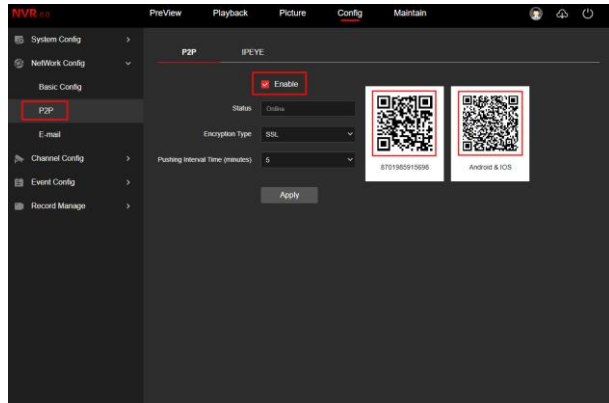 NVR 5.0
PreView Playback Picture Config Maintain
System Config
NetWork Config
Basic Config
P2P
E-mail
Channel Config
Event Config
Record Manage
P2P IPEYE
Enable
Status Online
Encryption Type SSL
Pushing Interval Time (minutes) 5
Apply
8701985915698
Android & IOS